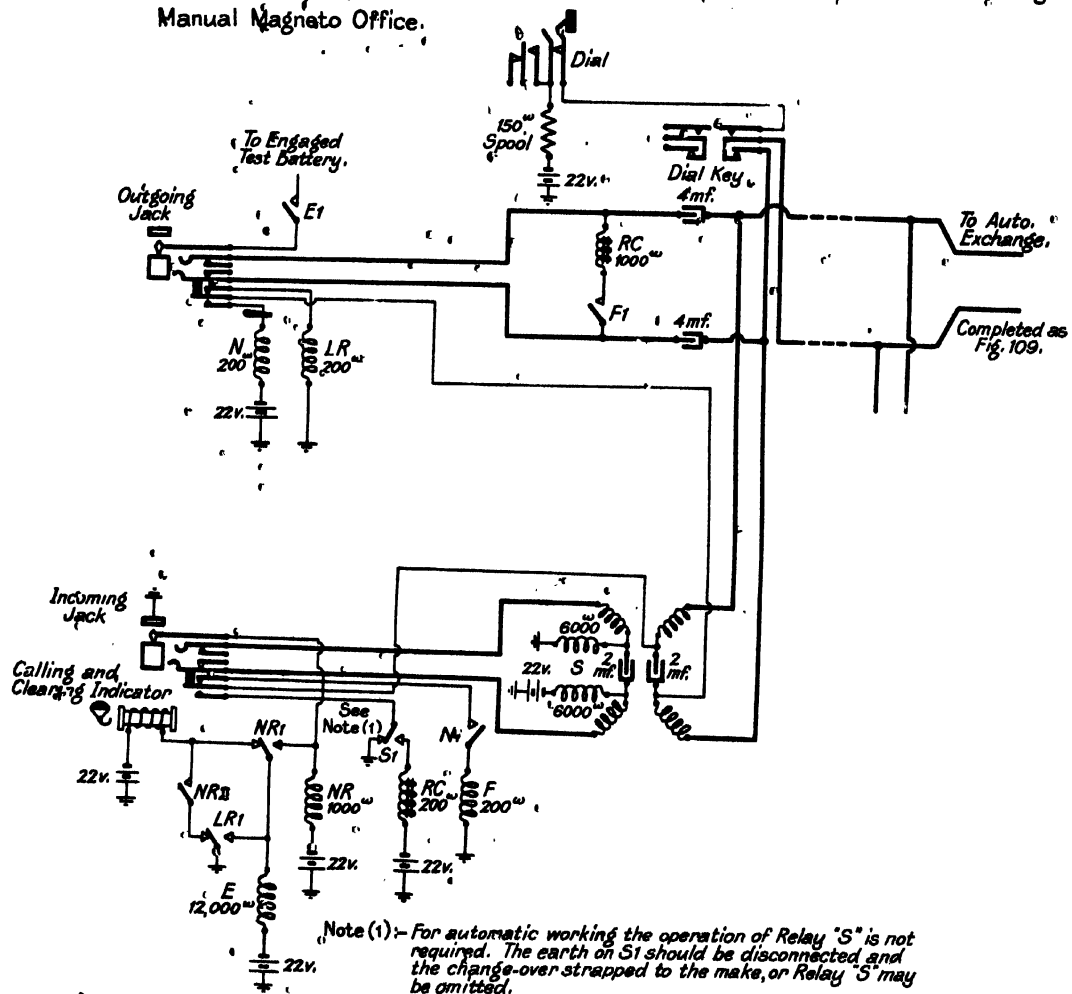 Manual Magneto Office.
Dial
150ω
Spool
22v.
To Engaged
Test Battery.
Dial Key
4mf.
Outgoing
Jack
E1
RC
1000ω
To Auto.
Exchange.
F1
4mf.
Completed as
Fig. 109.
N
200ω
LR
200ω
22v.
Incoming
Jack
6000ω
S
2
mf.
2
mf.
22v.
6000ω
Calling and
Clearing Indicator
See
Note (1)
NR1
S1
22v.
NR
1000ω
RC
200ω
F
200ω
NRII
LR1
22v.
22v.
E
12,000ω
22v.
Note (1):- For automatic working the operation of Relay "S" is not
required. The earth on S1 should be disconnected and
the change-over strapped to the make, or Relay "S" may
be omitted.